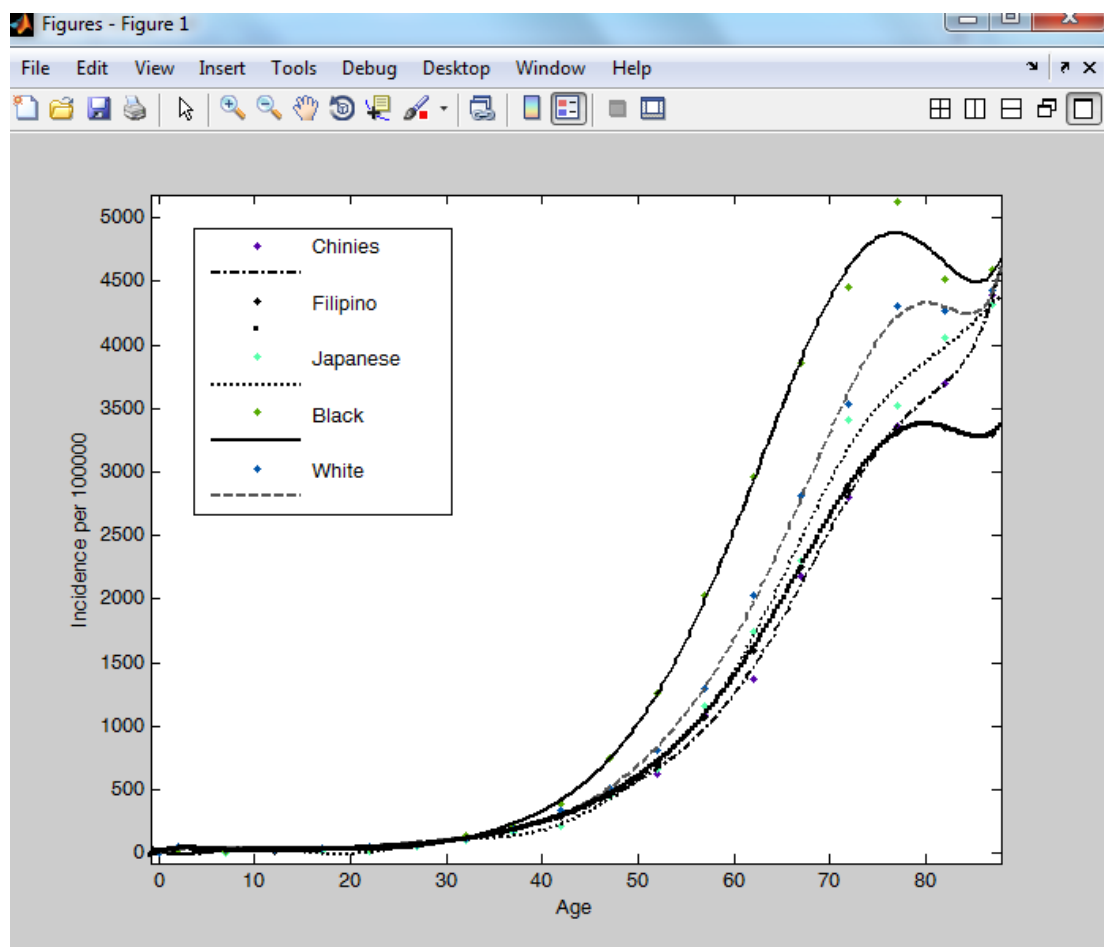 Figures - Figure 1
File Edit View Insert Tools Debug Desktop Window Help
5000
4500
4000
3500
3000
2500
2000
1500
1000
500
0
Incidence per 100000
Chinies
Filipino
Japanese
Black
White
0 10 20 30 40 50 60 70 80
Age